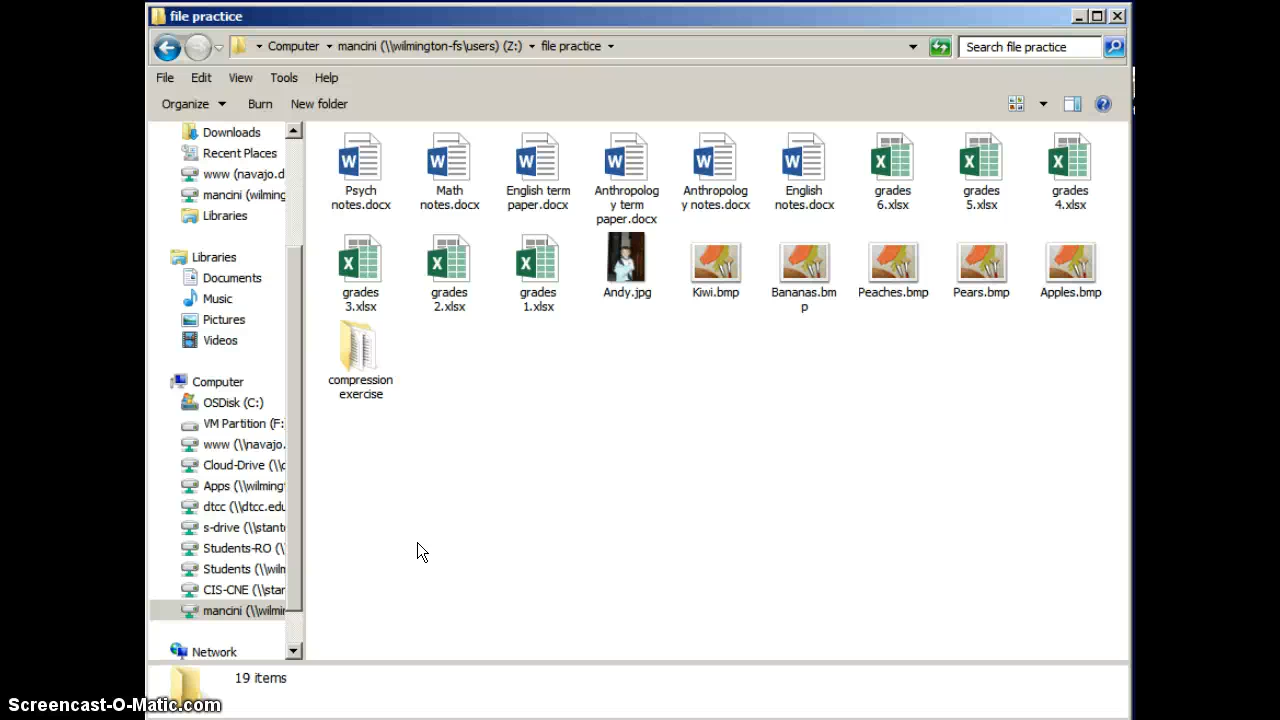 file practice
Computer mancini (\\wilmington-fs\users) (Z:) file practice
Search file practice
File Edit View Tools Help
Organize Burn New folder
Downloads
Recent Places
www (navajo.d
mancini (wilming
Libraries
Libraries
Documents
Music
Pictures
Videos
Computer
OSDisk (C:)
VM Partition (F:
www (\\navajo.
Cloud-Drive (\\c
Apps (\\wilming
dtcc (\\dtcc.edu
s-drive (\\stant
Students-RO (\
Students (\\wilm
CIS-CNE (\\star
mancini (\\wilmi
Network
Psych
notes.docx
Math
notes.docx
English term
paper.docx
Anthropolog
y term
paper.docx
Anthropolog
y notes.docx
English
notes.docx
grades
6.xlsx
grades
5.xlsx
grades
4.xlsx
grades
3.xlsx
grades
2.xlsx
grades
1.xlsx
Andy.jpg
Kiwi.bmp
Bananas.bm
p
Peaches.bmp
Pears.bmp
Apples.bmp
compression
exercise
19 items
Screencast-O-Matic.com